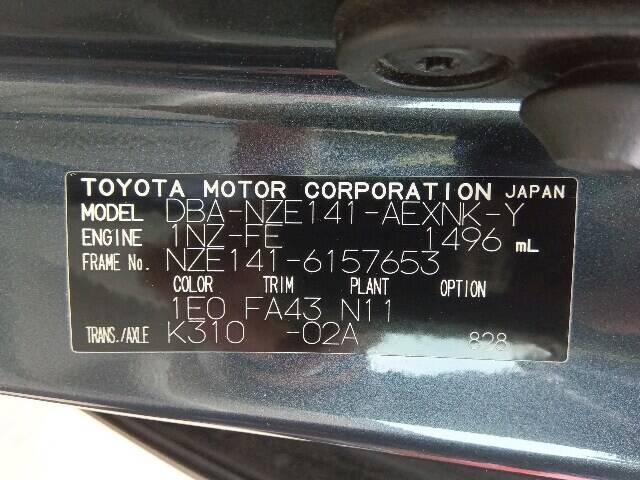 TOYOTA MOTOR CORPORATION JAPAN
MODEL DBA-NZE141-AEXNK-Y
ENGINE 1NZ-FE 1496 mL
FRAME No. NZE141-6157653
COLOR TRIM PLANT OPTION
1E0 FA43 N11
TRANS./AXLE K310 -02A 828